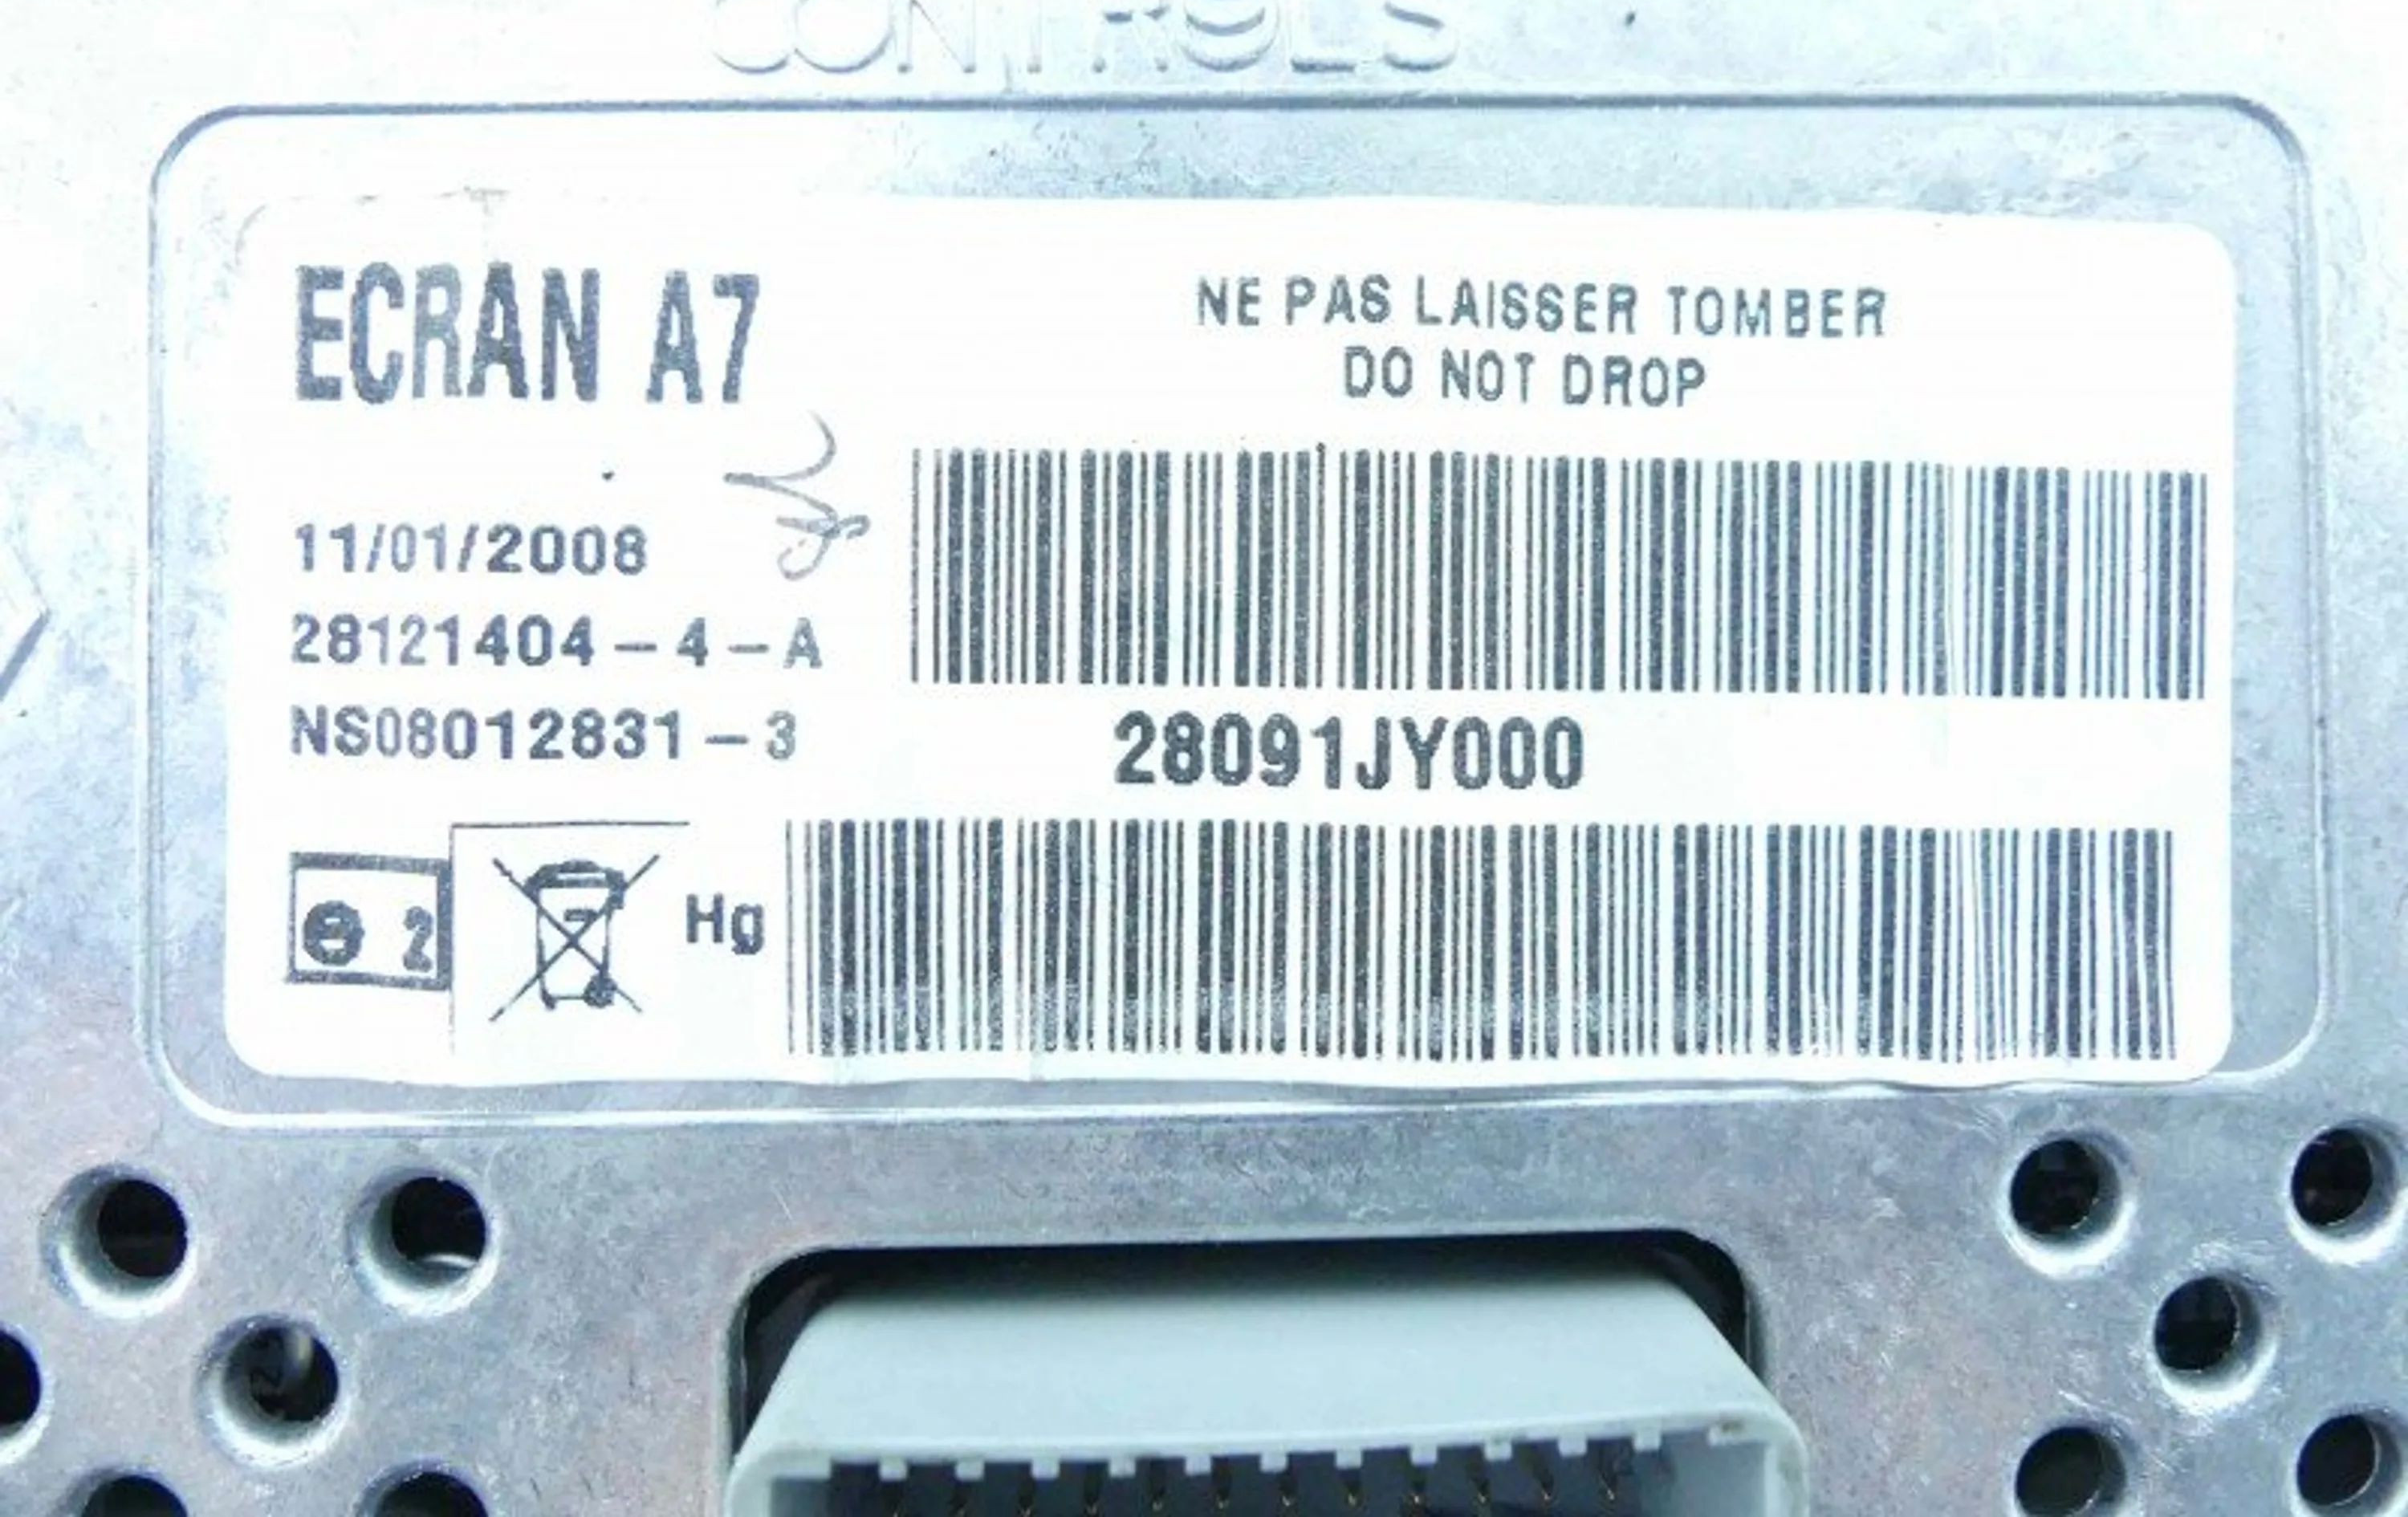 CONTROLS
ECRAN A7
NE PAS LAISSER TOMBER
DO NOT DROP
11/01/2008
28121404-4-A
NS08012831-3
28091JY000
2
Hg